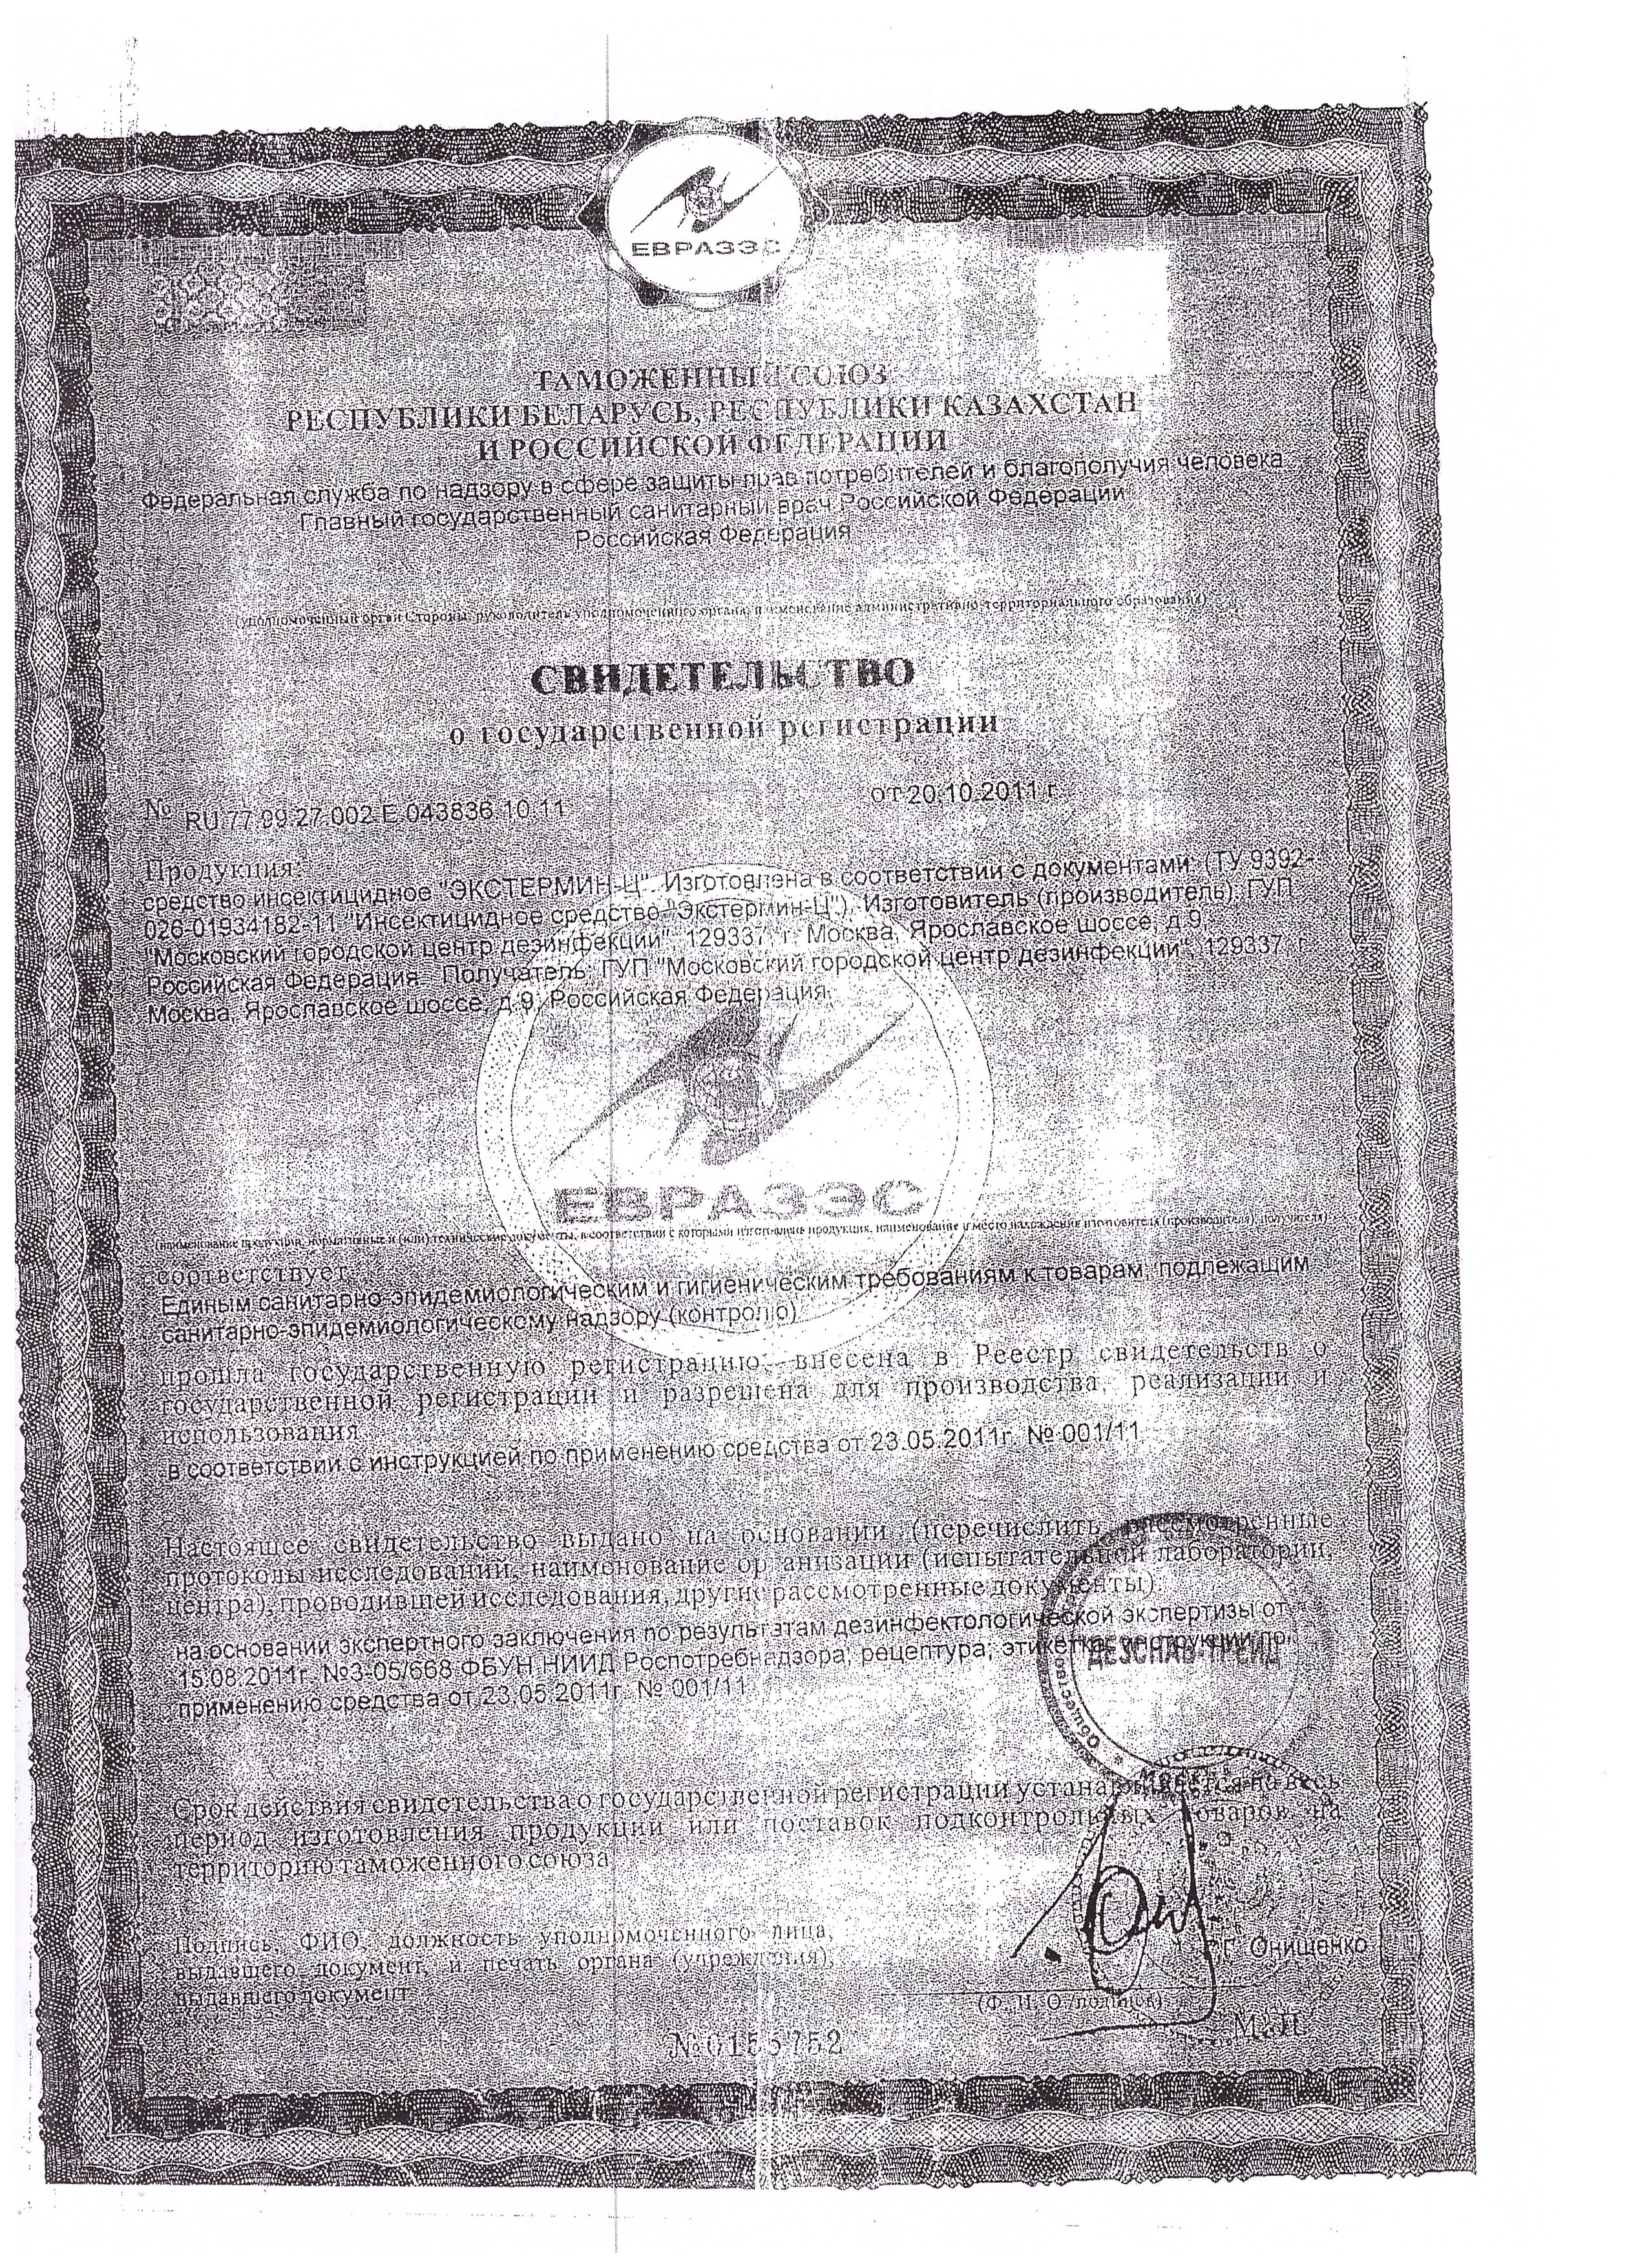 ЕВРАЗЭС
ТАМОЖЕННЫЙ СОЮЗ
РЕСПУБЛИКИ БЕЛАРУСЬ, РЕСПУБЛИКИ КАЗАХСТАН
И РОССИЙСКОЙ ФЕДЕРАЦИИ
Федеральная служба по надзору в сфере защиты прав потребителей и благополучия человека
Главный государственный санитарный врач Российской Федерации
Российская Федерация
(уполномоченный орган Стороны, руководитель уполномоченного органа, наименование административно-территориального образования)
СВИДЕТЕЛЬСТВО
о государственной регистрации
№ RU.77.99.27.002.Е.043836.10.11 от 20.10.2011 г.
Продукция:
средство инсектицидное "ЭКСТЕРМИН-Ц". Изготовлена в соответствии с документами: (ТУ 9392-
026-01934182-11 "Инсектицидное средство "Экстермин-Ц"). Изготовитель (производитель): ГУП
"Московский городской центр дезинфекции", 129337, г. Москва, Ярославское шоссе, д.9,
Российская Федерация. Получатель: ГУП "Московский городской центр дезинфекции", 129337, г.
Москва, Ярославское шоссе, д.9, Российская Федерация.
ЕВРАЗЭС
(наименование продукции, нормативные и (или) технические документы, в соответствии с которыми изготовлена продукция, наименование и место нахождения изготовителя (производителя), получателя)
соответствует
Единым санитарно-эпидемиологическим и гигиеническим требованиям к товарам, подлежащим
санитарно-эпидемиологическому надзору (контролю)
прошла государственную регистрацию, внесена в Реестр свидетельств о
государственной регистрации и разрешена для производства, реализации и
использования
в соответствии с инструкцией по применению средства от 23.05.2011г. № 001/11
Настоящее свидетельство выдано на основании (перечислить рассмотренные
протоколы исследований, наименование организации (испытательной лаборатории,
центра), проводившей исследования, другие рассмотренные документы):
на основании экспертного заключения по результатам дезинфектологической экспертизы от
15.08.2011г. №3-05/668 ФБУН НИИД Роспотребнадзора; рецептура; этикетка; инструкции по
применению средства от 23.05.2011г. № 001/11
ДЕЗСНАБ-ТРЕЙД
Срок действия свидетельства о государственной регистрации устанавливается на весь
период изготовления продукции или поставок подконтрольных товаров на
территорию таможенного союза
Подпись, ФИО, должность уполномоченного лица,
выдавшего документ, и печать органа (учреждения),
выдавшего документ
Г.Г. Онищенко
(Ф. И. О./подпись)
М. П.
№0155752